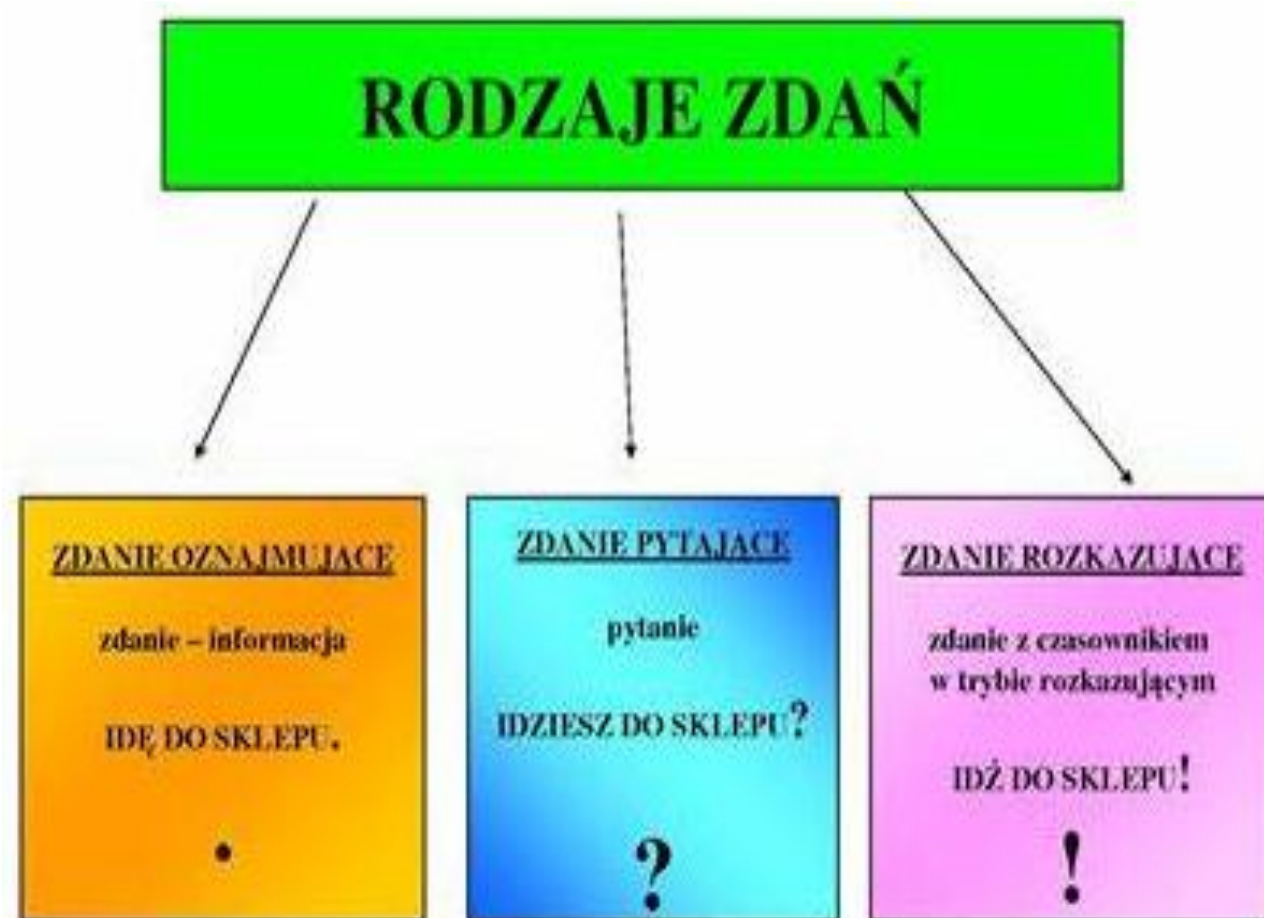 RODZAJE ZDAŃ
ZDANIE OZNAJMUJĄCE
zdanie – informacja
IDĘ DO SKLEPU.
.
ZDANIE PYTAJĄCE
pytanie
IDZIESZ DO SKLEPU?
?
ZDANIE ROZKAZUJĄCE
zdanie z czasownikiem
w trybie rozkazującym
IDŹ DO SKLEPU!
!